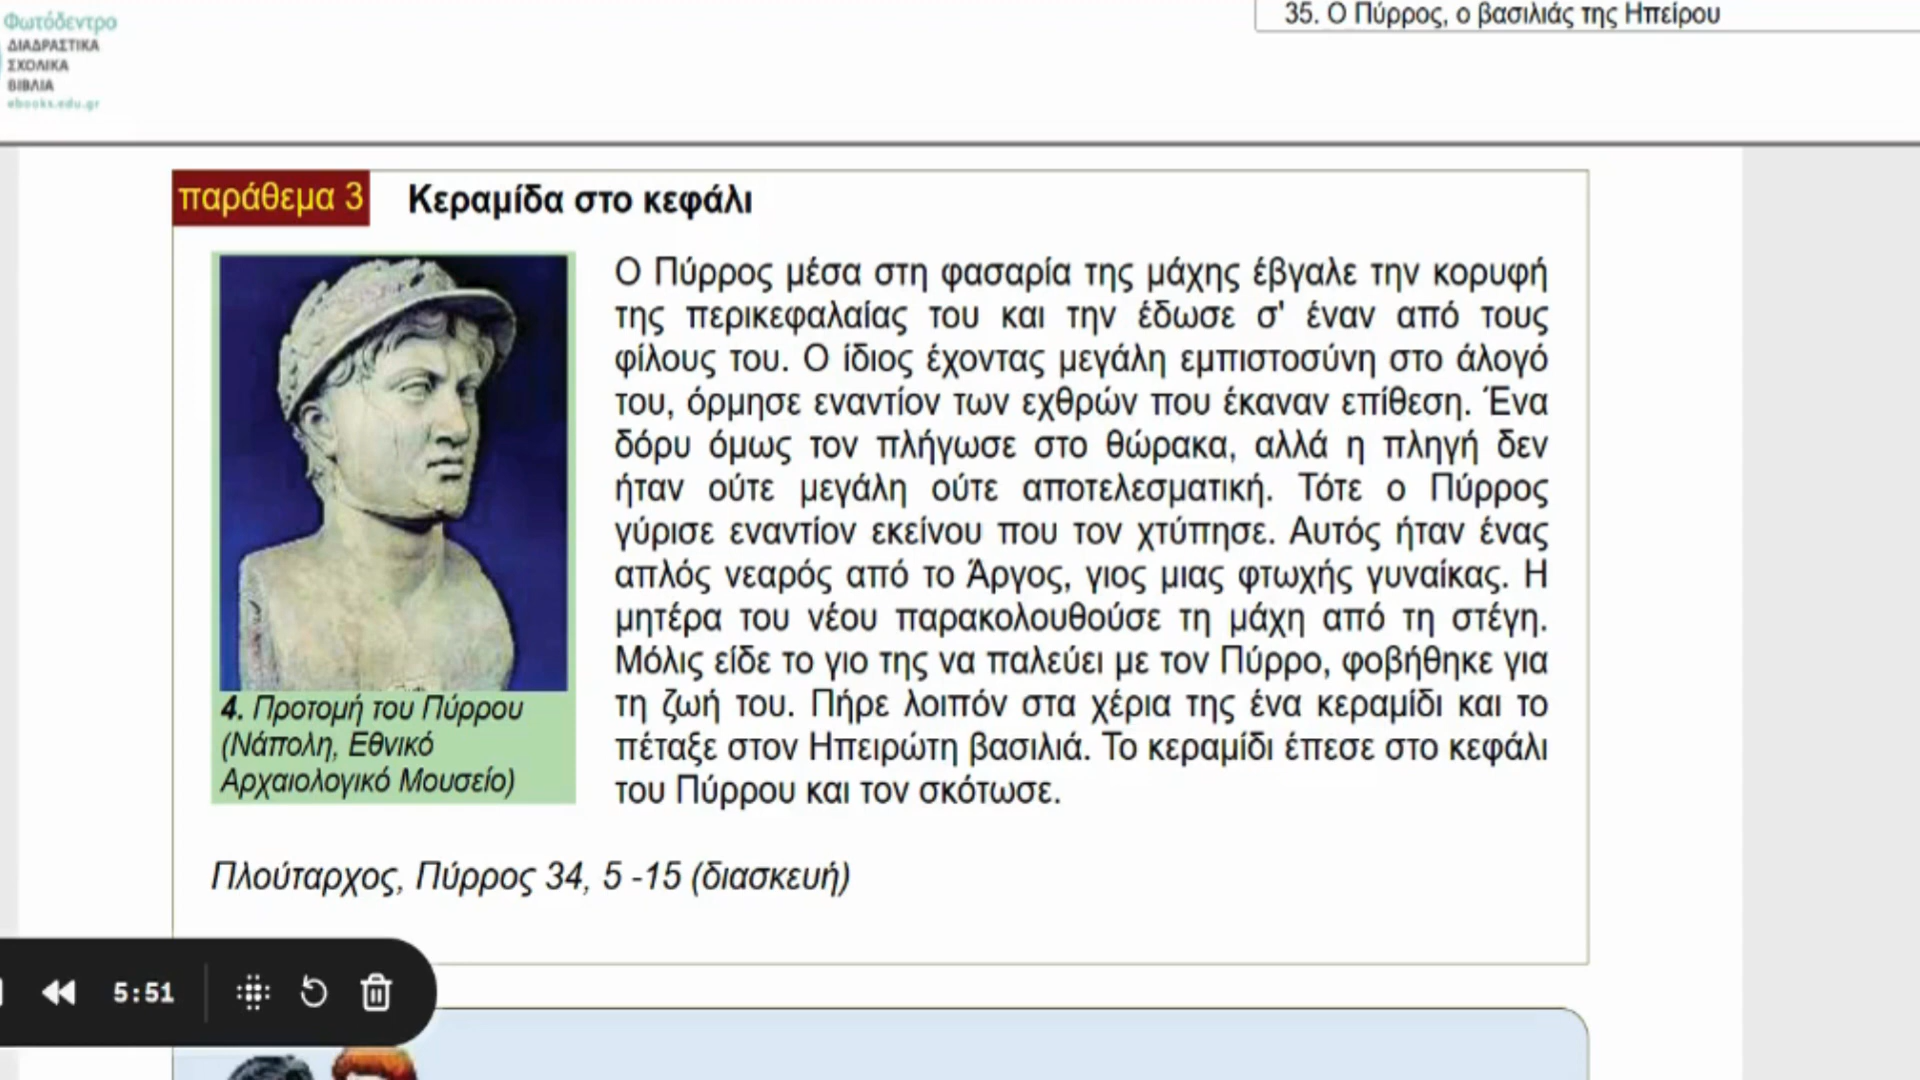 Φωτόδεντρο
ΔΙΑΔΡΑΣΤΙΚΑ
ΣΧΟΛΙΚΑ
ΒΙΒΛΙΑ
ebooks.edu.gr
35. Ο Πύρρος, ο βασιλιάς της Ηπείρου
παράθεμα 3
Κεραμίδα στο κεφάλι
Ο Πύρρος μέσα στη φασαρία της μάχης έβγαλε την κορυφή
της περικεφαλαίας του και την έδωσε σ' έναν από τους
φίλους του. Ο ίδιος έχοντας μεγάλη εμπιστοσύνη στο άλογό
του, όρμησε εναντίον των εχθρών που έκαναν επίθεση. Ένα
δόρυ όμως τον πλήγωσε στο θώρακα, αλλά η πληγή δεν
ήταν ούτε μεγάλη ούτε αποτελεσματική. Τότε ο Πύρρος
γύρισε εναντίον εκείνου που τον χτύπησε. Αυτός ήταν ένας
απλός νεαρός από το Άργος, γιος μιας φτωχής γυναίκας. Η
μητέρα του νέου παρακολουθούσε τη μάχη από τη στέγη.
Μόλις είδε το γιο της να παλεύει με τον Πύρρο, φοβήθηκε για
τη ζωή του. Πήρε λοιπόν στα χέρια της ένα κεραμίδι και το
πέταξε στον Ηπειρώτη βασιλιά. Το κεραμίδι έπεσε στο κεφάλι
του Πύρρου και τον σκότωσε.
4. Προτομή του Πύρρου
(Νάπολη, Εθνικό
Αρχαιολογικό Μουσείο)
Πλούταρχος, Πύρρος 34, 5 -15 (διασκευή)
5:51